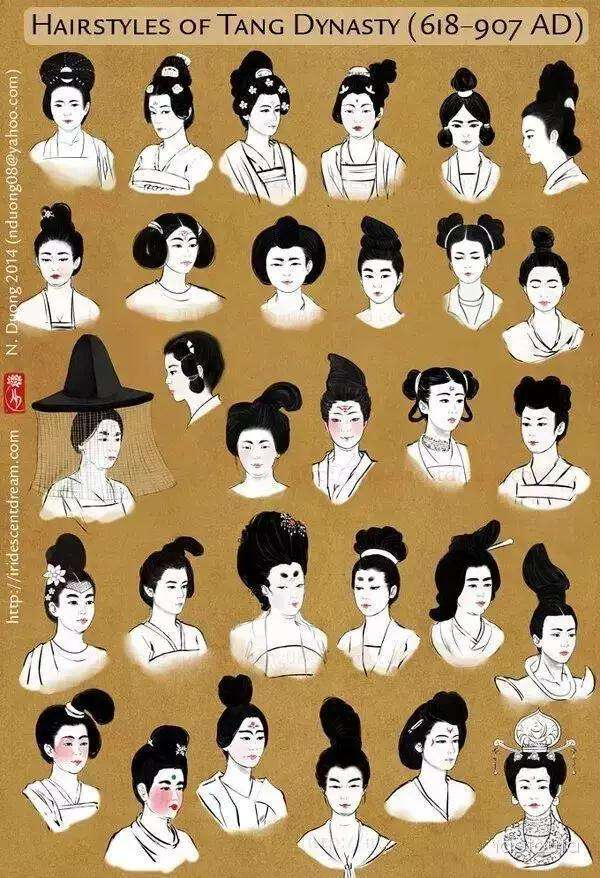 Hairstyles of Tang Dynasty (618–907 AD)
N. Duong 2014 (nduong08@yahoo.com)
http://iridescentdream.com